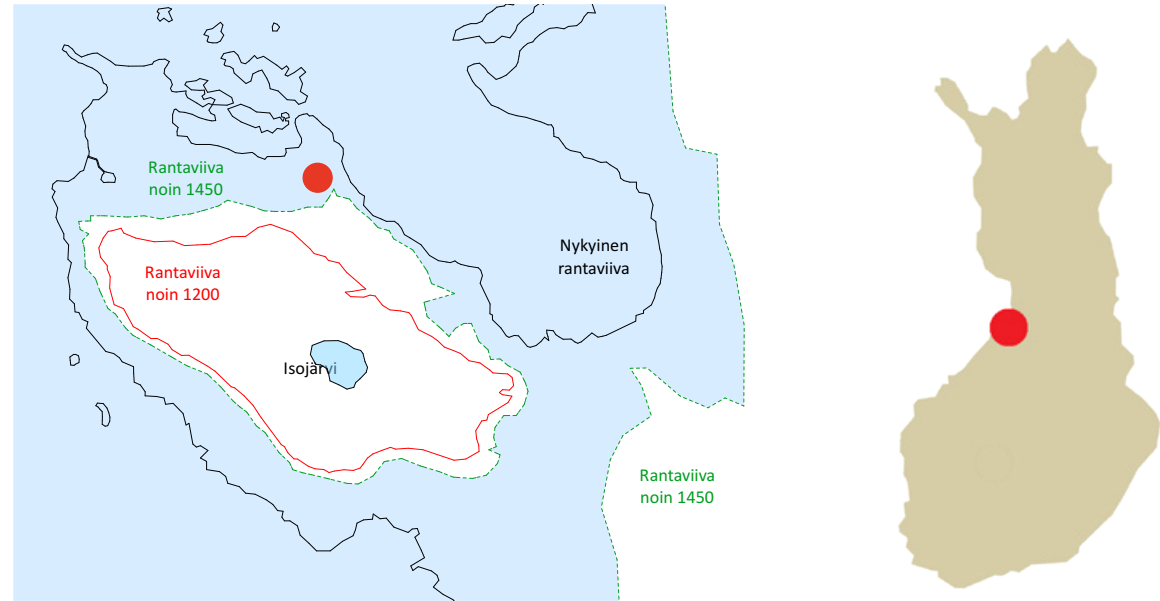 Rantaviiva
noin 1450
Nykyinen
rantaviiva
Rantaviiva
noin 1200
Isojärvi
Rantaviiva
noin 1450